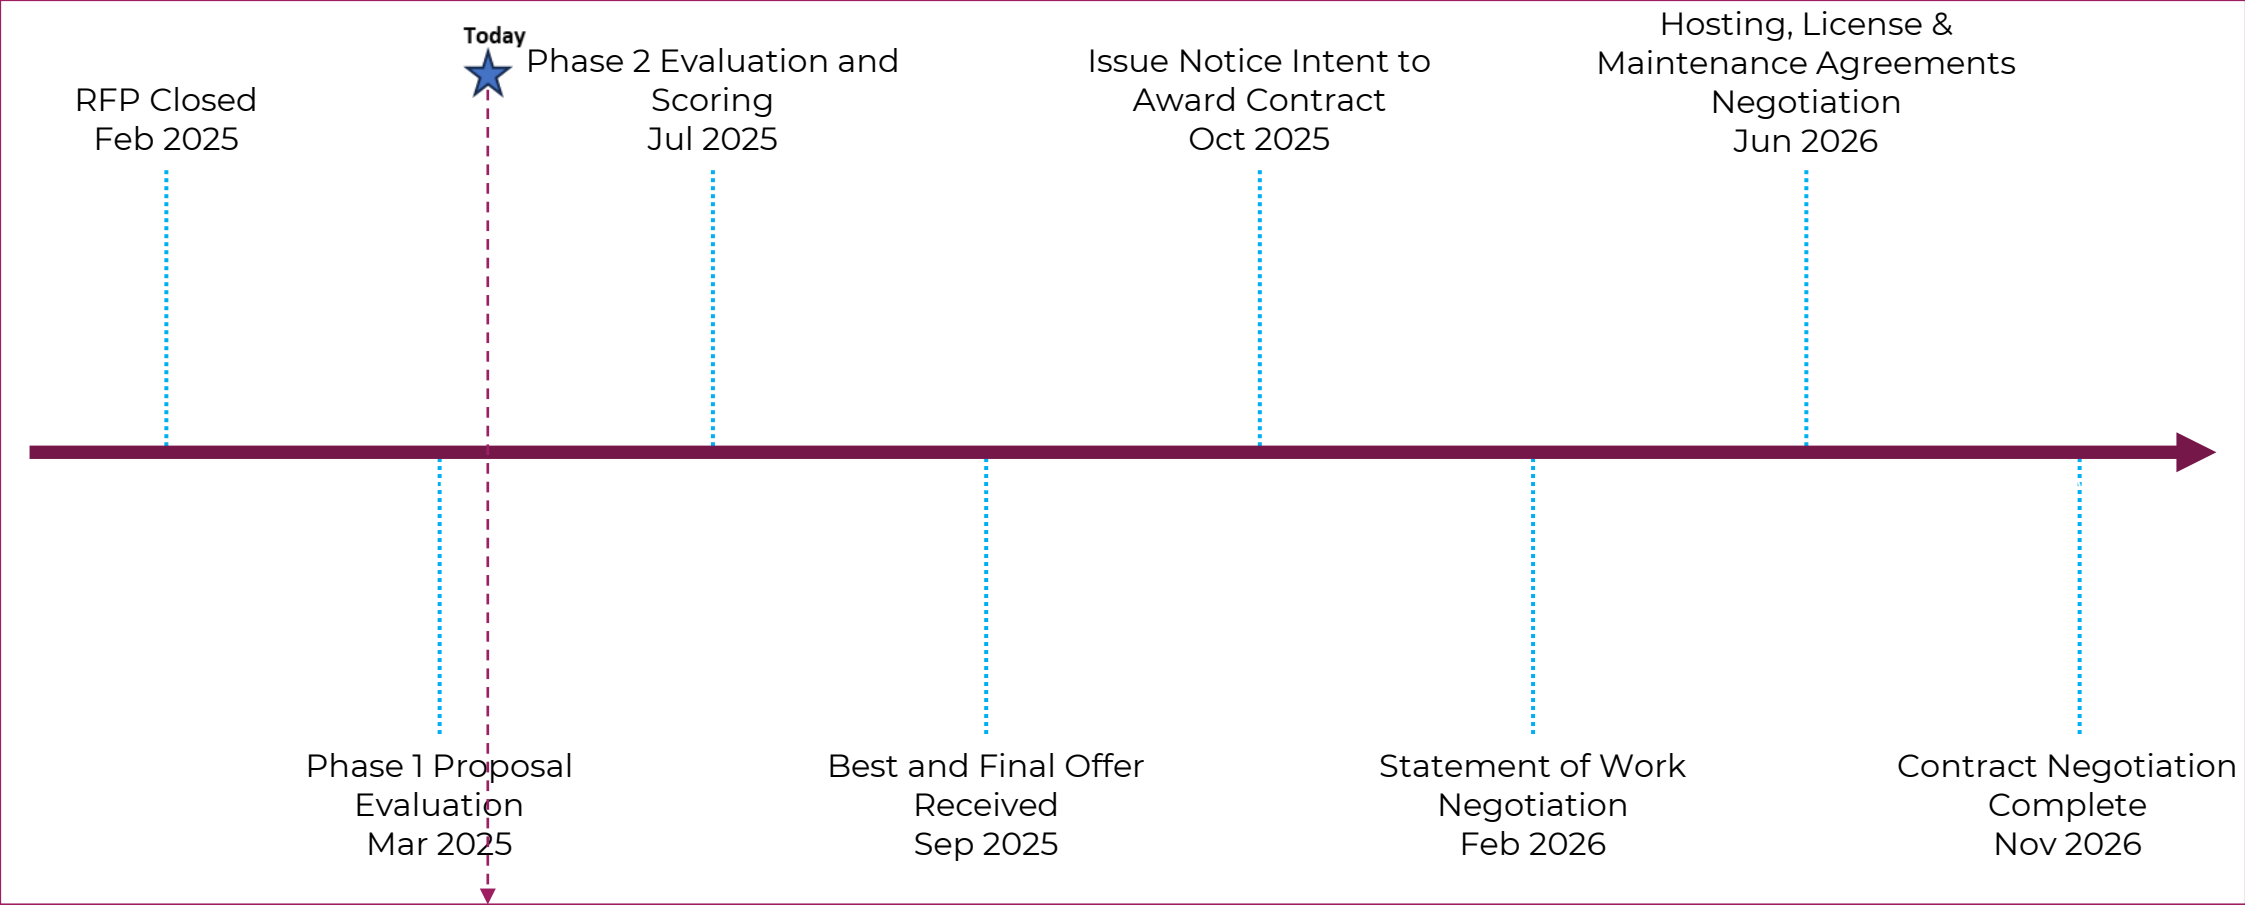 Today
RFP Closed
Feb 2025
Phase 2 Evaluation and
Scoring
Jul 2025
Issue Notice Intent to
Award Contract
Oct 2025
Hosting, License &
Maintenance Agreements
Negotiation
Jun 2026
Phase 1 Proposal
Evaluation
Mar 2025
Best and Final Offer
Received
Sep 2025
Statement of Work
Negotiation
Feb 2026
Contract Negotiation
Complete
Nov 2026